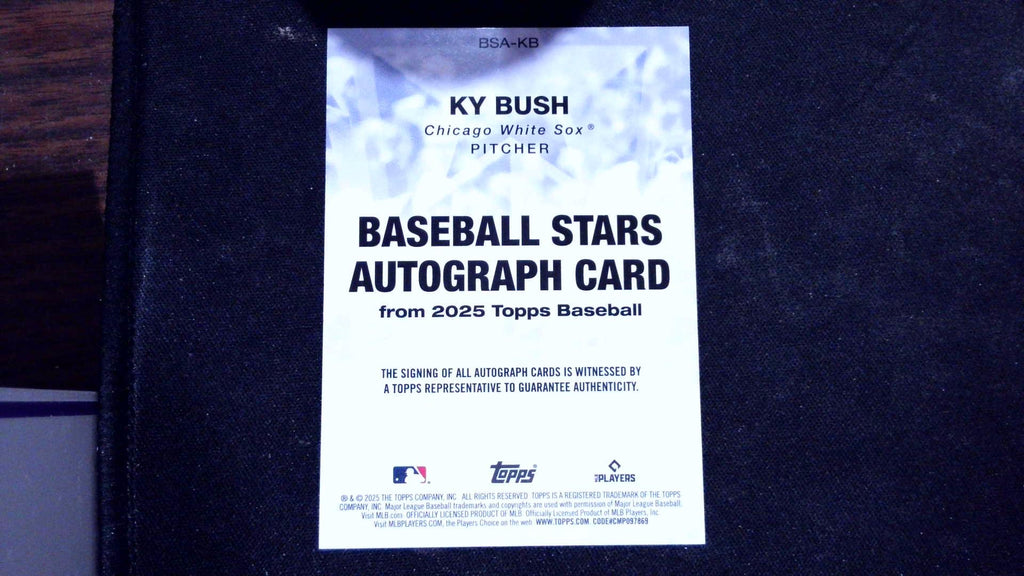 BSA-KB
KY BUSH
Chicago White Sox®
PITCHER
BASEBALL STARS
AUTOGRAPH CARD
from 2025 Topps Baseball
THE SIGNING OF ALL AUTOGRAPH CARDS IS WITNESSED BY
A TOPPS REPRESENTATIVE TO GUARANTEE AUTHENTICITY.
topps®
MLB PLAYERS
® & © 2025 THE TOPPS COMPANY, INC. ALL RIGHTS RESERVED. TOPPS IS A REGISTERED TRADEMARK OF THE TOPPS
COMPANY, INC. Major League Baseball trademarks and copyrights are used with permission of Major League Baseball.
Visit MLB.com. OFFICIALLY LICENSED PRODUCT OF MLB Officially Licensed Product of MLB Players, Inc.
Visit MLBPLAYERS.COM, the Players Choice on the web. WWW.TOPPS.COM. CODE#CMP097869